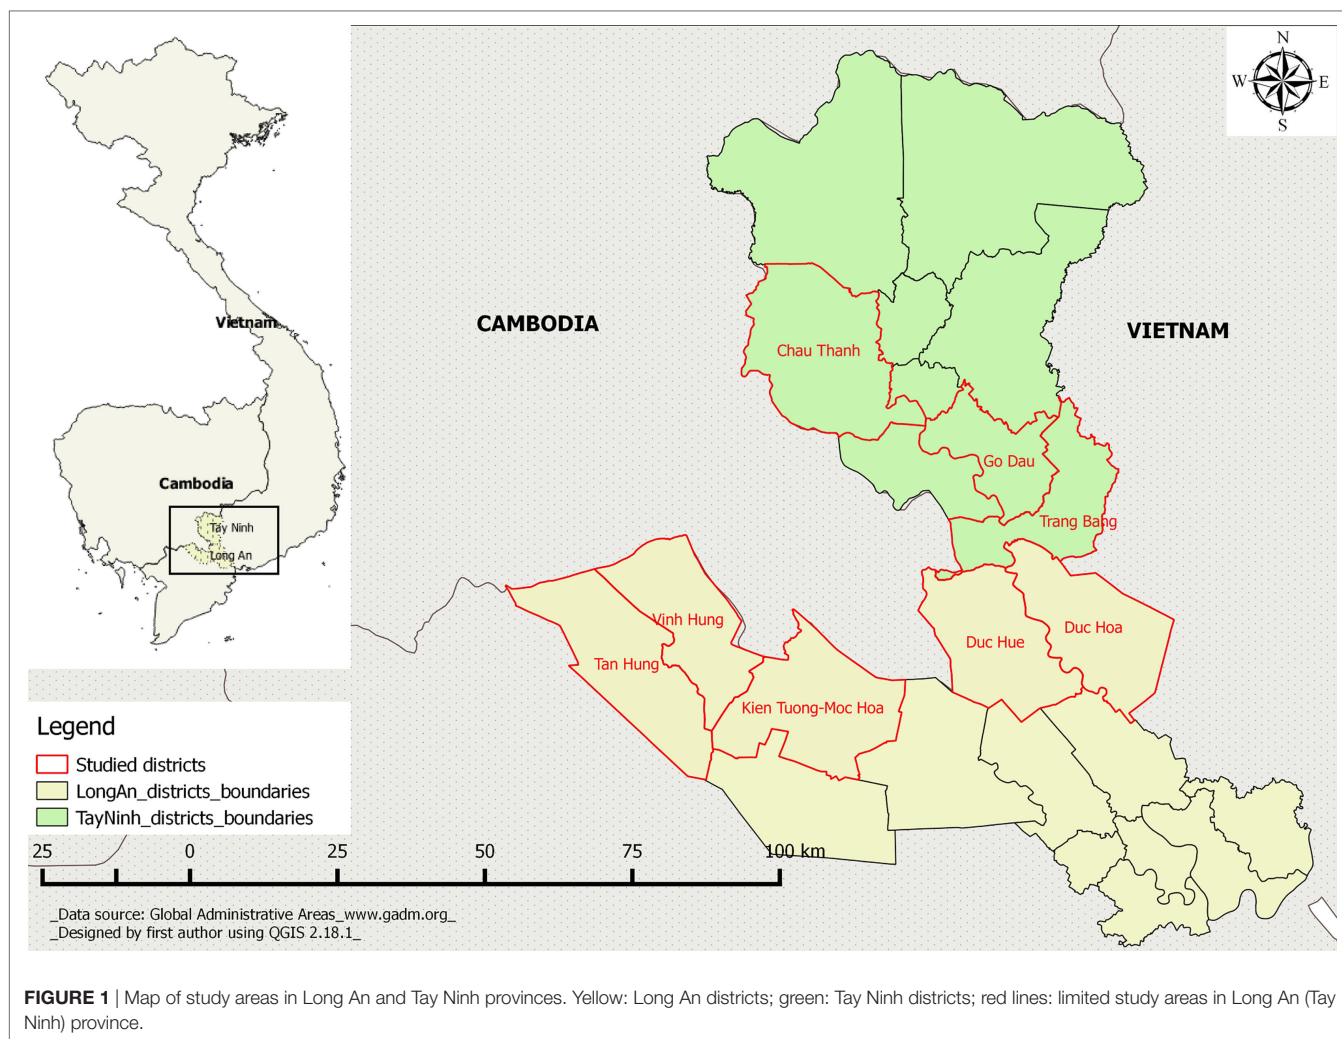 N
W E
S
Vietnam
Cambodia
Tay Ninh
Long An
CAMBODIA
VIETNAM
Chau Thanh
Go Dau
Trang Bang
Vinh Hung
Tan Hung
Kien Tuong-Moc Hoa
Duc Hue
Duc Hoa
Legend
Studied districts
LongAn_districts_boundaries
TayNinh_districts_boundaries
25 0 25 50 75 100 km
_Data source: Global Administrative Areas_www.gadm.org_
_Designed by first author using QGIS 2.18.1_
FIGURE 1 | Map of study areas in Long An and Tay Ninh provinces. Yellow: Long An districts; green: Tay Ninh districts; red lines: limited study areas in Long An (Tay
Ninh) province.